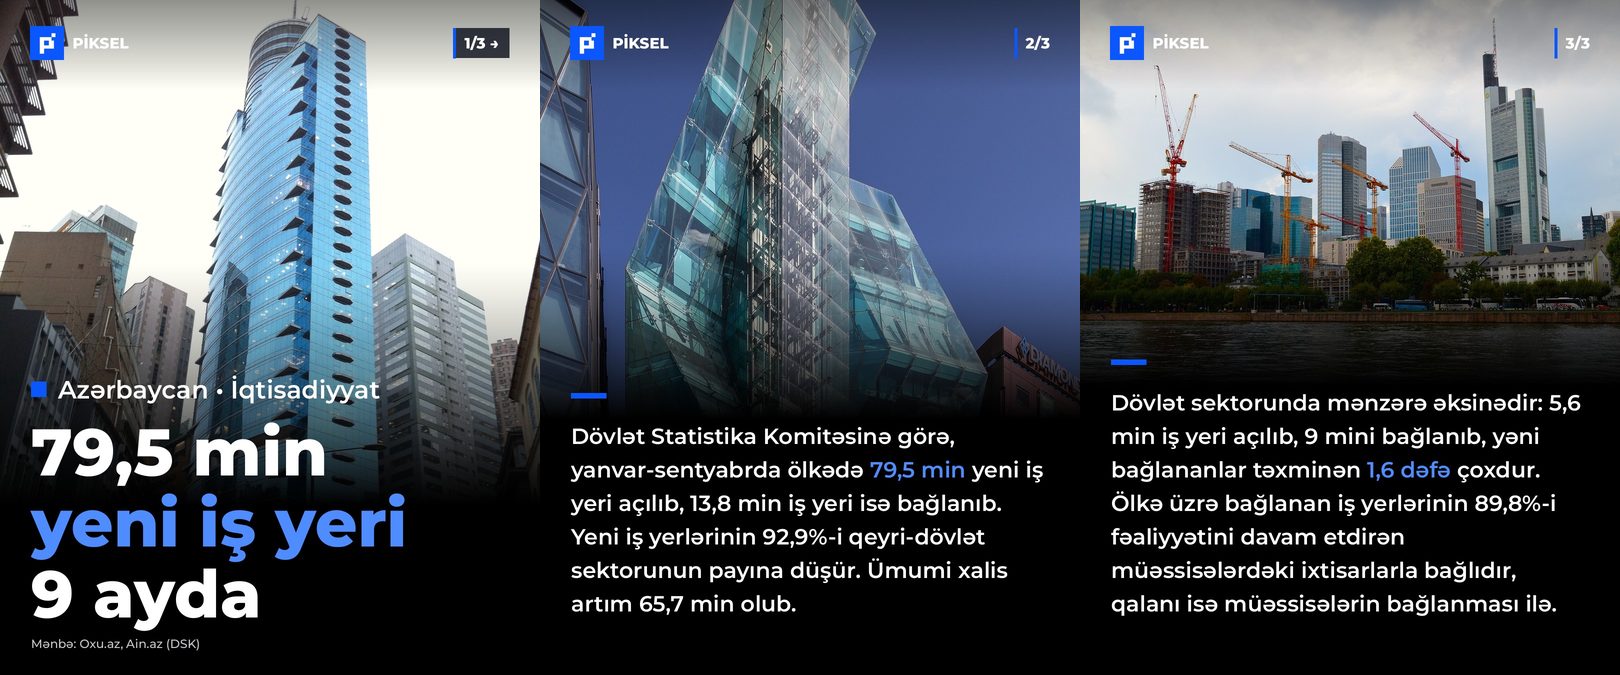 PİKSEL
1/3 →
Azərbaycan • İqtisadiyyat
79,5 min
yeni iş yeri
9 ayda
Mənbə: Oxu.az, Ain.az (DSK)
PİKSEL
2/3
DIAMON
Dövlət Statistika Komitəsinə görə,
yanvar-sentyabrda ölkədə 79,5 min yeni iş
yeri açılıb, 13,8 min iş yeri isə bağlanıb.
Yeni iş yerlərinin 92,9%-i qeyri-dövlət
sektorunun payına düşür. Ümumi xalis
artım 65,7 min olub.
PİKSEL
3/3
Dövlət sektorunda mənzərə əksinədir: 5,6
min iş yeri açılıb, 9 mini bağlanıb, yəni
bağlananlar təxminən 1,6 dəfə çoxdur.
Ölkə üzrə bağlanan iş yerlərinin 89,8%-i
fəaliyyətini davam etdirən
müəssisələrdəki ixtisarlarla bağlıdır,
qalanı isə müəssisələrin bağlanması ilə.